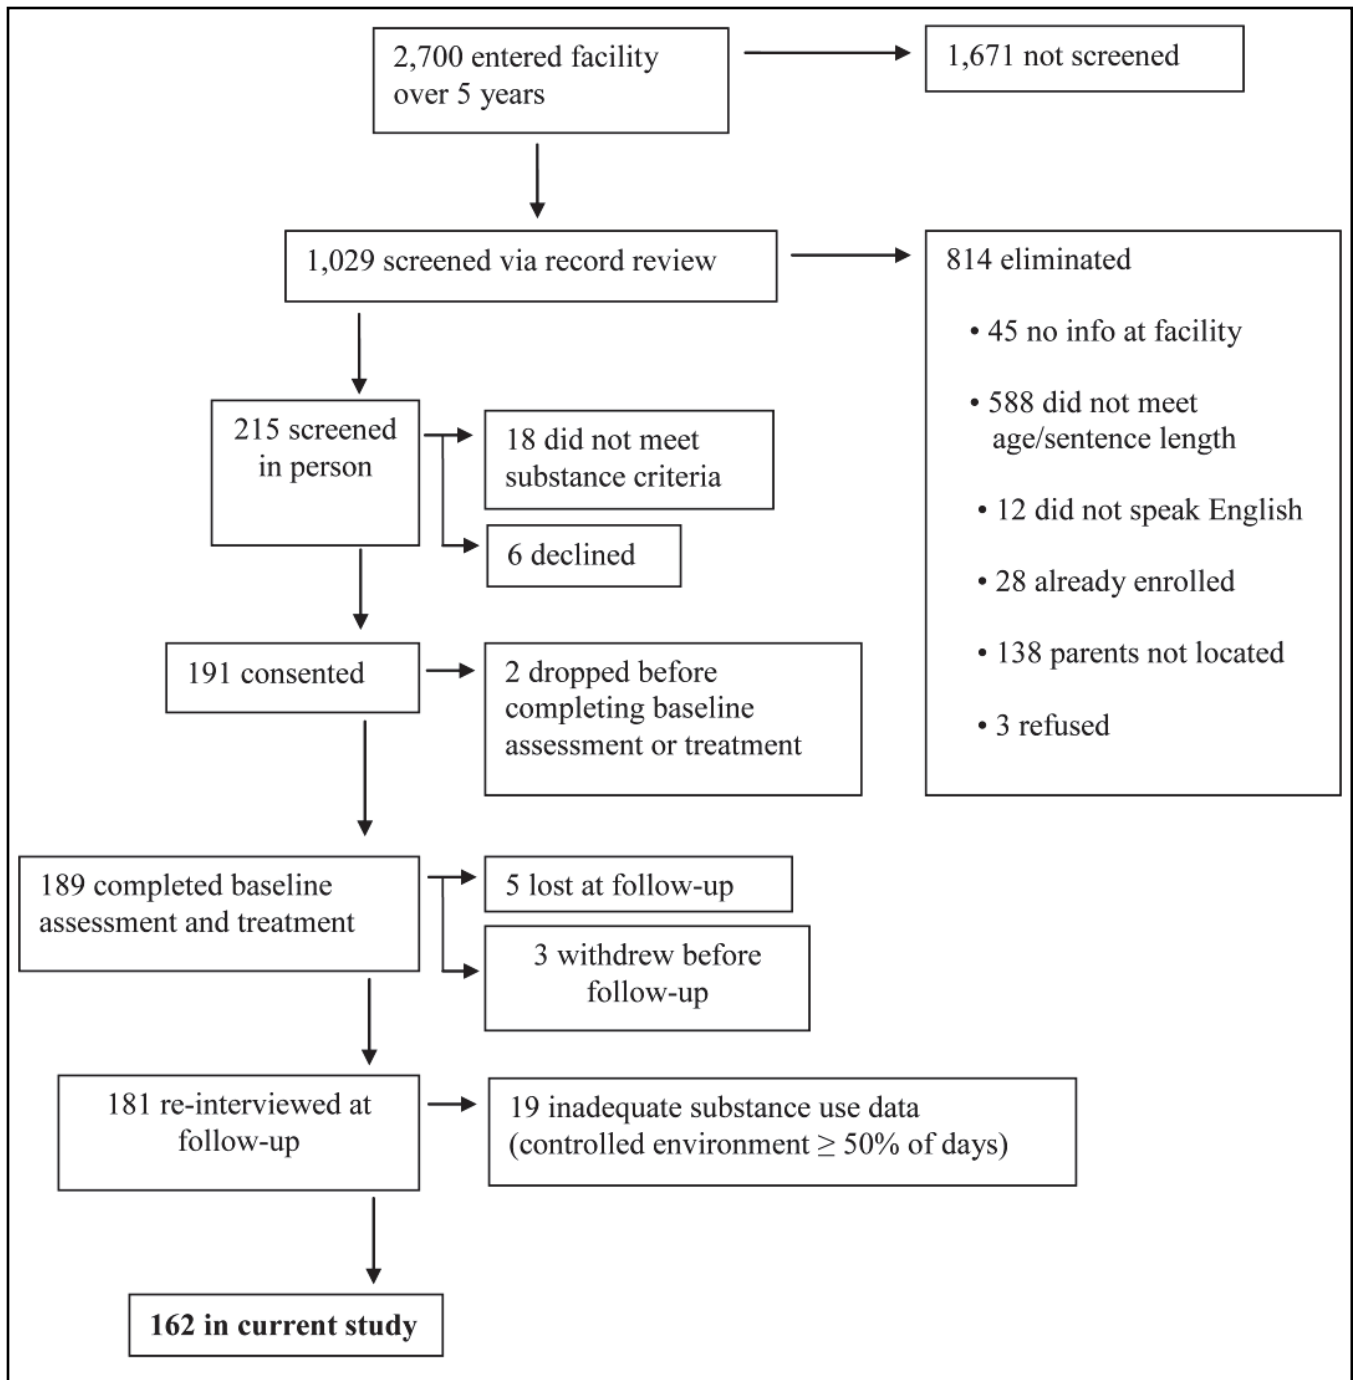 2,700 entered facility
over 5 years
1,671 not screened
1,029 screened via record review
814 eliminated
• 45 no info at facility
• 588 did not meet
age/sentence length
• 12 did not speak English
• 28 already enrolled
• 138 parents not located
• 3 refused
215 screened
in person
18 did not meet
substance criteria
6 declined
191 consented
2 dropped before
completing baseline
assessment or treatment
189 completed baseline
assessment and treatment
5 lost at follow-up
3 withdrew before
follow-up
181 re-interviewed at
follow-up
19 inadequate substance use data
(controlled environment ≥ 50% of days)
162 in current study